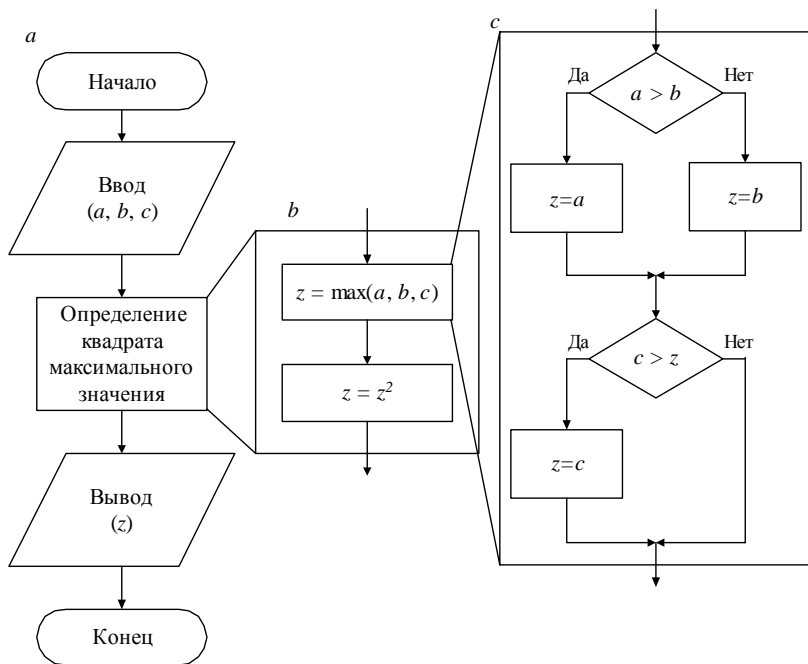 a
Начало
Ввод
(a, b, c)
Определение
квадрата
максимального
значения
Вывод
(z)
Конец
b
z = max(a, b, c)
z = z²
c
a > b
Да
Нет
z=a
z=b
c > z
Да
Нет
z=c